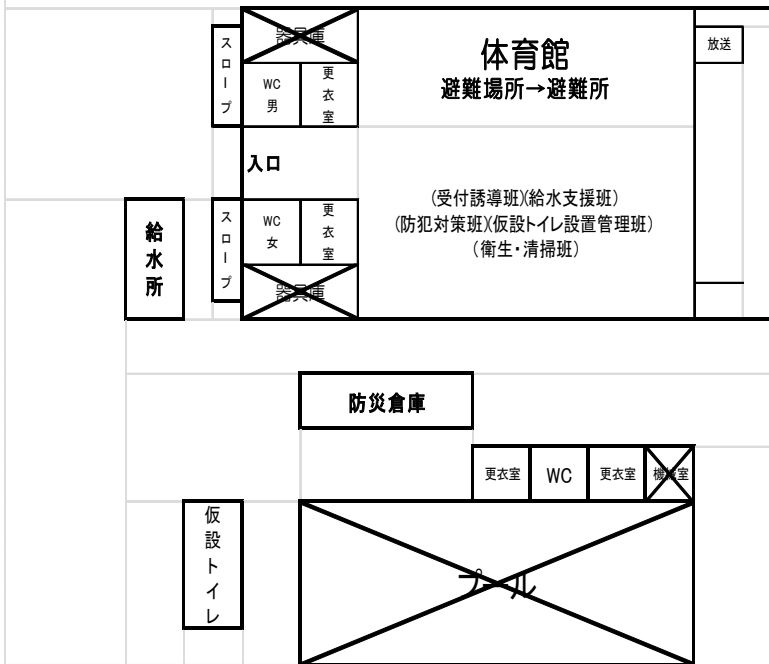 器具庫
スロープ
WC
男
更衣室
体育館
避難場所→避難所
放送
入口
給水所
スロープ
WC
女
更衣室
器具庫
(受付誘導班)(給水支援班)
(防犯対策班)(仮設トイレ設置管理班)
(衛生・清掃班)
防災倉庫
更衣室
WC
更衣室
機械室
仮設トイレ
プール